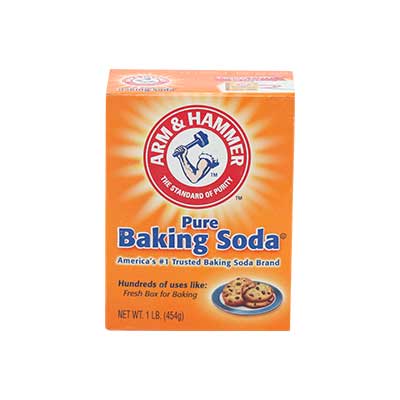 ARM & HAMMER
THE STANDARD OF PURITY
TM
TM
Pure
Baking Soda®
America's #1 Trusted Baking Soda Brand
Hundreds of uses like:
Fresh Box for Baking
NET WT. 1 LB. (454g)